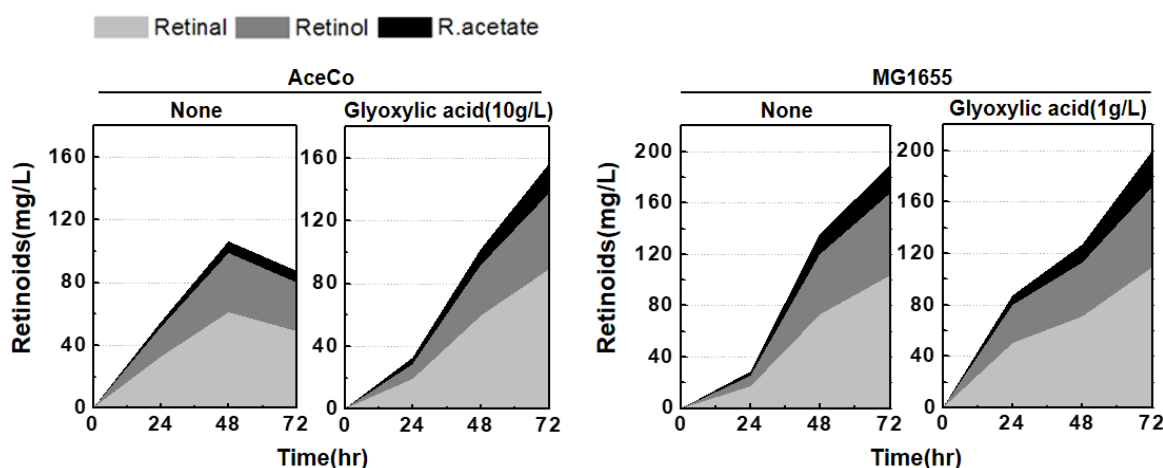 Retinal Retinol R.acetate
AceCo
None Glyoxylic acid(10g/L)
Retinoids(mg/L)
160 160
120 120
80 80
40 40
0 0
0 24 48 72 0 24 48 72
Time(hr)
MG1655
None Glyoxylic acid(1g/L)
Retinoids(mg/L)
200 200
160 160
120 120
80 80
40 40
0 0
0 24 48 72 0 24 48 72
Time(hr)